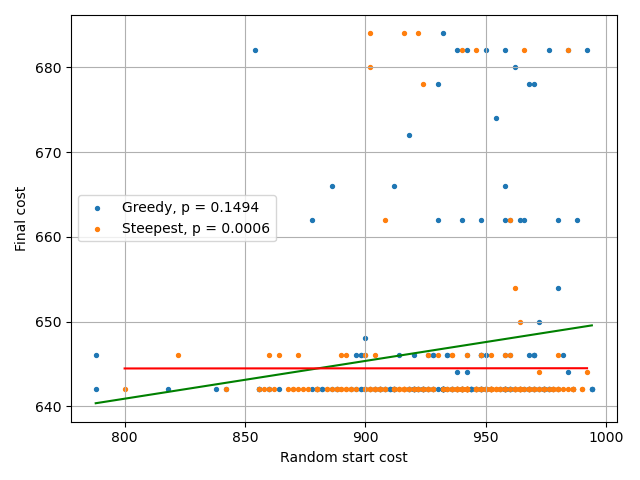 680
670
660
650
640
Final cost
Greedy, p = 0.1494
Steepest, p = 0.0006
800
850
900
950
1000
Random start cost